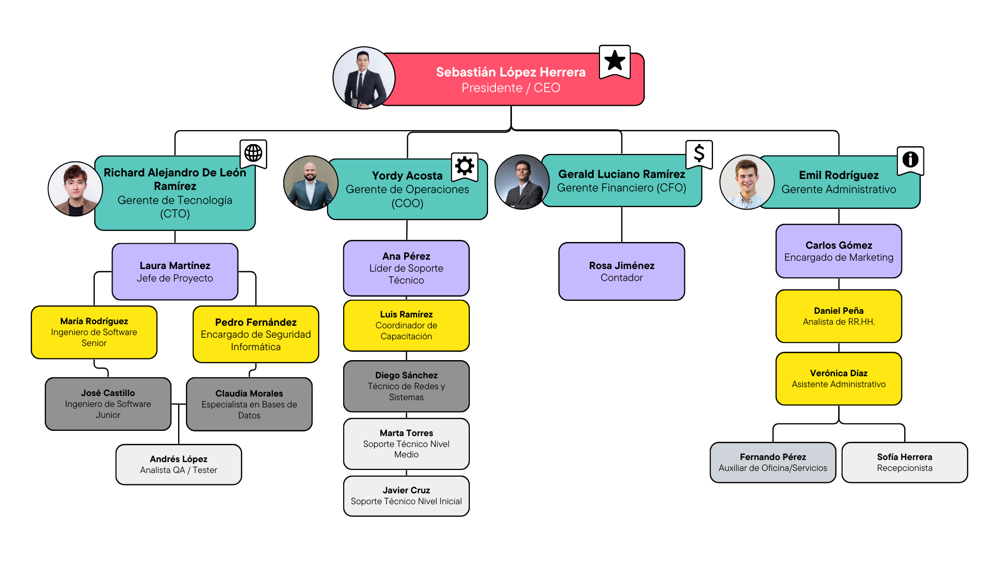 Sebastián López Herrera
Presidente / CEO
Richard Alejandro De León
Ramírez
Gerente de Tecnología
(CTO)
Yordy Acosta
Gerente de Operaciones
(COO)
$
Gerald Luciano Ramírez
Gerente Financiero (CFO)
Emil Rodríguez
Gerente Administrativo
Laura Martínez
Jefe de Proyecto
María Rodríguez
Ingeniero de Software
Senior
Pedro Fernández
Encargado de Seguridad
Informática
José Castillo
Ingeniero de Software
Junior
Claudia Morales
Especialista en Bases de
Datos
Andrés López
Analista QA / Tester
Ana Pérez
Líder de Soporte
Técnico
Luis Ramírez
Coordinador de
Capacitación
Diego Sánchez
Técnico de Redes y
Sistemas
Marta Torres
Soporte Técnico Nivel
Medio
Javier Cruz
Soporte Técnico Nivel Inicial
Rosa Jiménez
Contador
Carlos Gómez
Encargado de Marketing
Daniel Peña
Analista de RR.HH.
Verónica Díaz
Asistente Administrativo
Fernando Pérez
Auxiliar de Oficina/Servicios
Sofía Herrera
Recepcionista